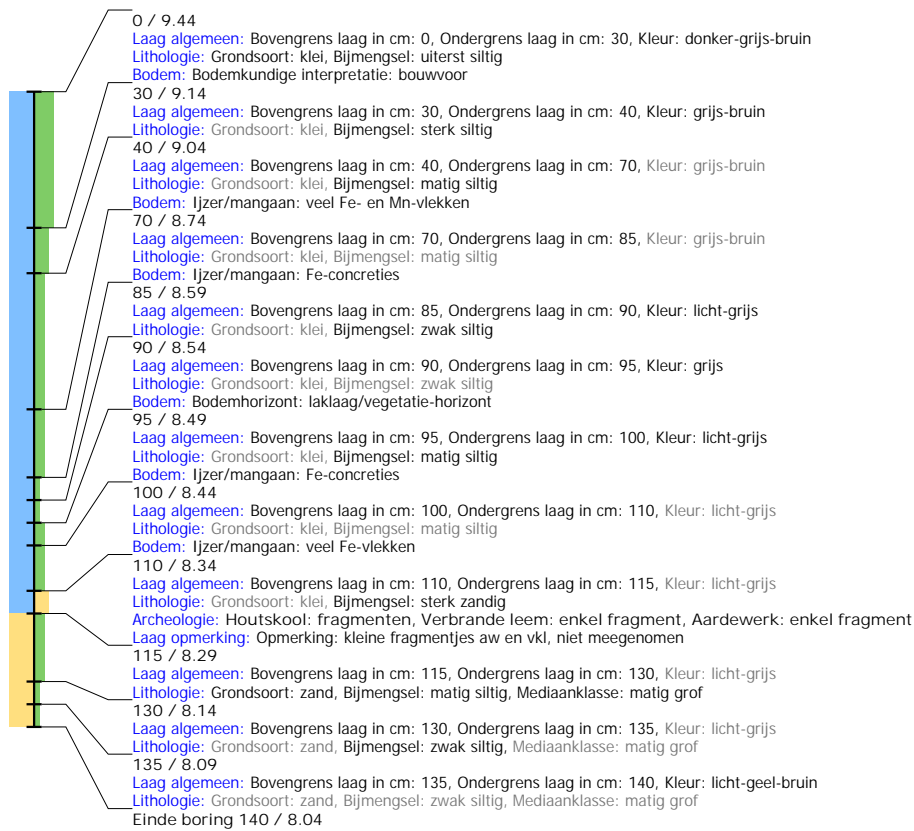 0 / 9.44
Laag algemeen: Bovengrens laag in cm: 0, Ondergrens laag in cm: 30, Kleur: donker-grijs-bruin
Lithologie: Grondsoort: klei, Bijmengsel: uiterst siltig
Bodem: Bodemkundige interpretatie: bouwvoor
30 / 9.14
Laag algemeen: Bovengrens laag in cm: 30, Ondergrens laag in cm: 40, Kleur: grijs-bruin
Lithologie: Grondsoort: klei, Bijmengsel: sterk siltig
40 / 9.04
Laag algemeen: Bovengrens laag in cm: 40, Ondergrens laag in cm: 70, Kleur: grijs-bruin
Lithologie: Grondsoort: klei, Bijmengsel: matig siltig
Bodem: Ijzer/mangaan: veel Fe- en Mn-vlekken
70 / 8.74
Laag algemeen: Bovengrens laag in cm: 70, Ondergrens laag in cm: 85, Kleur: grijs-bruin
Lithologie: Grondsoort: klei, Bijmengsel: matig siltig
Bodem: Ijzer/mangaan: Fe-concreties
85 / 8.59
Laag algemeen: Bovengrens laag in cm: 85, Ondergrens laag in cm: 90, Kleur: licht-grijs
Lithologie: Grondsoort: klei, Bijmengsel: zwak siltig
90 / 8.54
Laag algemeen: Bovengrens laag in cm: 90, Ondergrens laag in cm: 95, Kleur: grijs
Lithologie: Grondsoort: klei, Bijmengsel: zwak siltig
Bodem: Bodemhorizont: laklaag/vegetatie-horizont
95 / 8.49
Laag algemeen: Bovengrens laag in cm: 95, Ondergrens laag in cm: 100, Kleur: licht-grijs
Lithologie: Grondsoort: klei, Bijmengsel: matig siltig
Bodem: Ijzer/mangaan: Fe-concreties
100 / 8.44
Laag algemeen: Bovengrens laag in cm: 100, Ondergrens laag in cm: 110, Kleur: licht-grijs
Lithologie: Grondsoort: klei, Bijmengsel: matig siltig
Bodem: Ijzer/mangaan: veel Fe-vlekken
110 / 8.34
Laag algemeen: Bovengrens laag in cm: 110, Ondergrens laag in cm: 115, Kleur: licht-grijs
Lithologie: Grondsoort: klei, Bijmengsel: sterk zandig
Archeologie: Houtskool: fragmenten, Verbrande leem: enkel fragment, Aardewerk: enkel fragment
Laag opmerking: Opmerking: kleine fragmentjes aw en vkl, niet meegenomen
115 / 8.29
Laag algemeen: Bovengrens laag in cm: 115, Ondergrens laag in cm: 130, Kleur: licht-grijs
Lithologie: Grondsoort: zand, Bijmengsel: matig siltig, Mediaanklasse: matig grof
130 / 8.14
Laag algemeen: Bovengrens laag in cm: 130, Ondergrens laag in cm: 135, Kleur: licht-grijs
Lithologie: Grondsoort: zand, Bijmengsel: zwak siltig, Mediaanklasse: matig grof
135 / 8.09
Laag algemeen: Bovengrens laag in cm: 135, Ondergrens laag in cm: 140, Kleur: licht-geel-bruin
Lithologie: Grondsoort: zand, Bijmengsel: zwak siltig, Mediaanklasse: matig grof
Einde boring 140 / 8.04